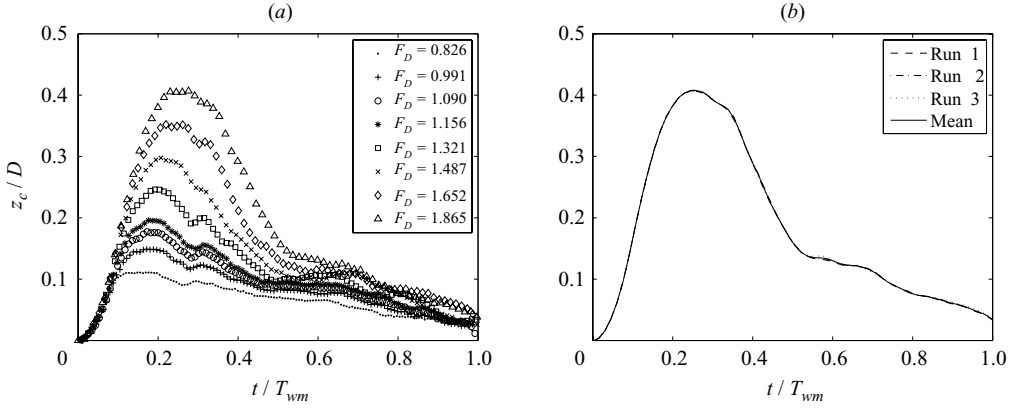 (a)
z_c / D
0.5
0.4
0.3
0.2
0.1
0
0.2
0.4
0.6
0.8
1.0
t / T_wm
F_D = 0.826
F_D = 0.991
F_D = 1.090
F_D = 1.156
F_D = 1.321
F_D = 1.487
F_D = 1.652
F_D = 1.865
(b)
0.5
0.4
0.3
0.2
0.1
0
0.2
0.4
0.6
0.8
1.0
t / T_wm
Run 1
Run 2
Run 3
Mean